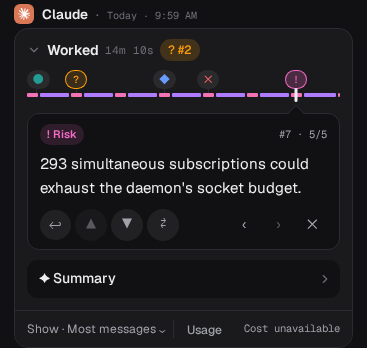 Claude · Today · 9:59 AM
Worked 14m 10s ? #2
?
!
! Risk #7 · 5/5
293 simultaneous subscriptions could
exhaust the daemon's socket budget.
Summary
Show · Most messages Usage Cost unavailable